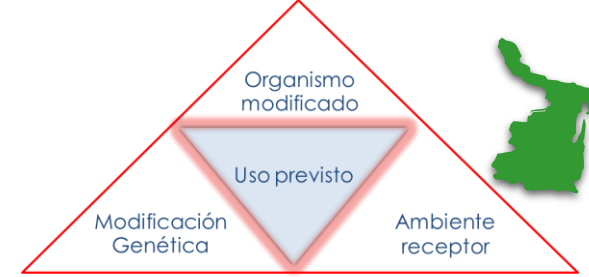 Organismo
modificado
Uso previsto
Modificación
Genética
Ambiente
receptor